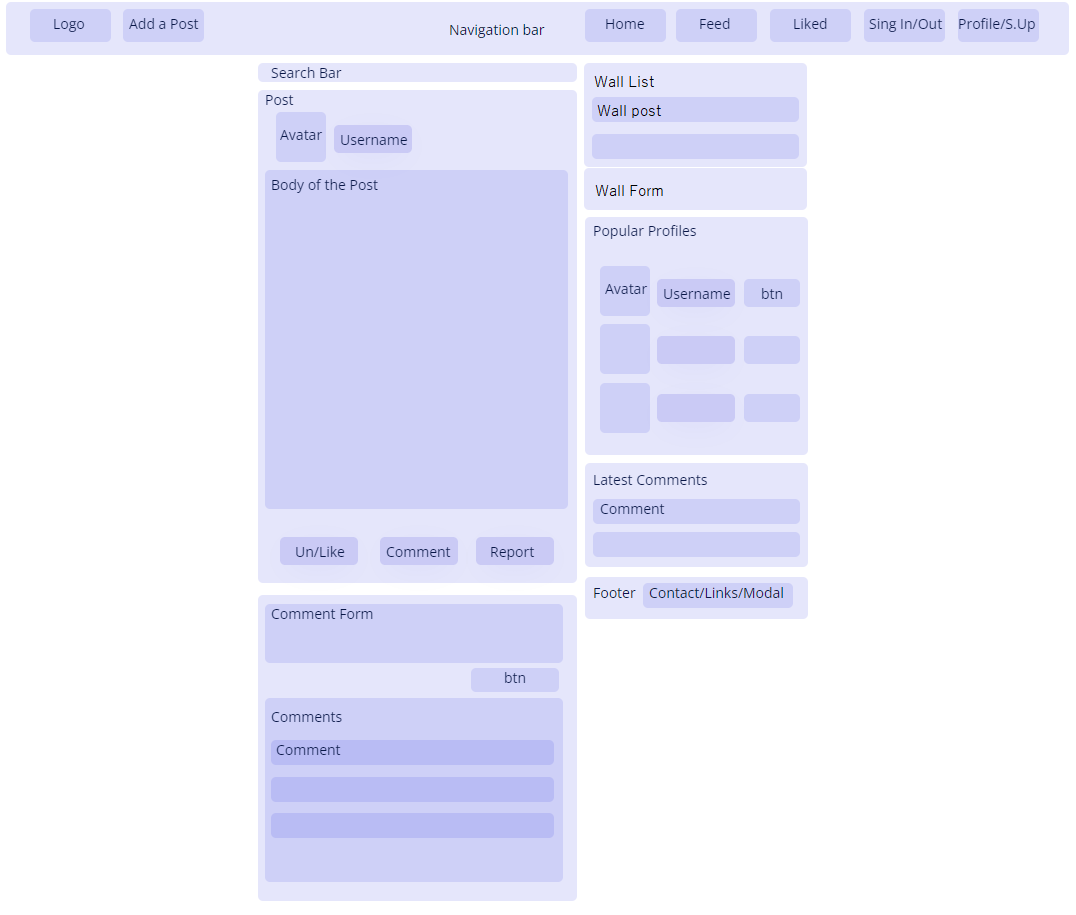 Logo
Add a Post
Navigation bar
Home
Feed
Liked
Sing In/Out
Profile/S.Up
Search Bar
Post
Avatar
Username
Body of the Post
Un/Like
Comment
Report
Comment Form
btn
Comments
Comment
Wall List
Wall post
Wall Form
Popular Profiles
Avatar
Username
btn
Latest Comments
Comment
Footer
Contact/Links/Modal